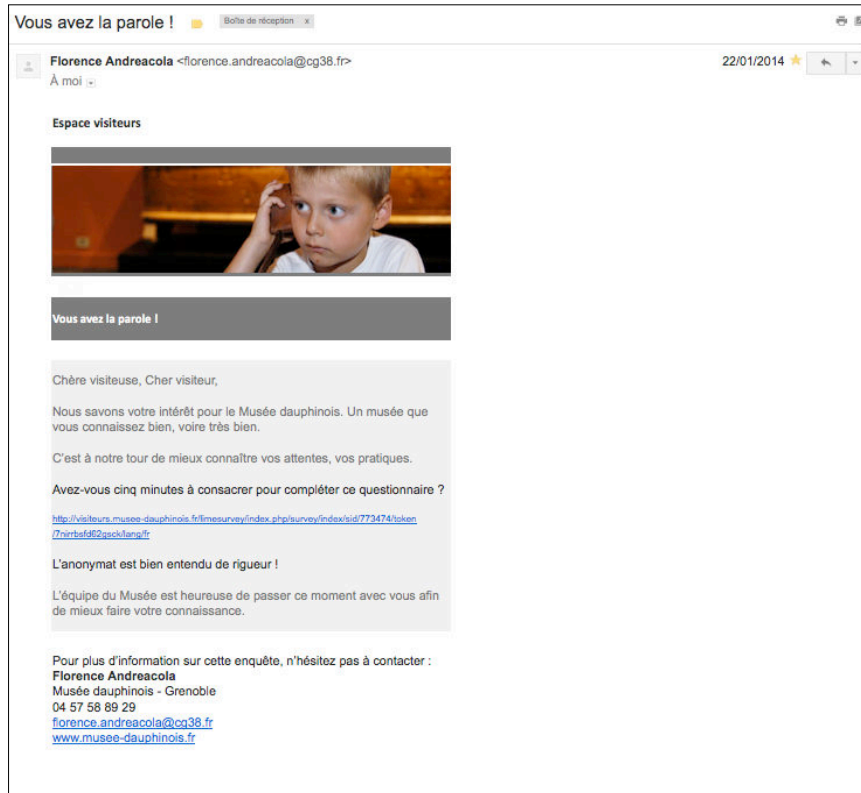 Vous avez la parole !
Boîte de réception x
Florence Andreacola <florence.andreacola@cg38.fr>
22/01/2014
À moi
Espace visiteurs
Vous avez la parole !
Chère visiteuse, Cher visiteur,
Nous savons votre intérêt pour le Musée dauphinois. Un musée que
vous connaissez bien, voire très bien.
C'est à notre tour de mieux connaître vos attentes, vos pratiques.
Avez-vous cinq minutes à consacrer pour compléter ce questionnaire ?
http://visiteurs.musee-dauphinois.fr/limesurvey/index.php/survey/index/sid/773474/token
/7nirrbsfd62gsck/lang/fr
L'anonymat est bien entendu de rigueur !
L'équipe du Musée est heureuse de passer ce moment avec vous afin
de mieux faire votre connaissance.
Pour plus d'information sur cette enquête, n'hésitez pas à contacter :
Florence Andreacola
Musée dauphinois - Grenoble
04 57 58 89 29
florence.andreacola@cg38.fr
www.musee-dauphinois.fr